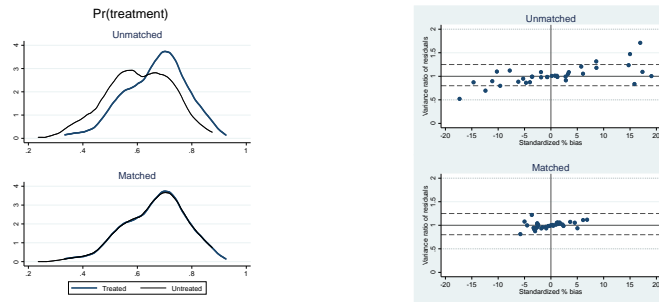 Pr(treatment)
Unmatched
4
3
2
1
0
.2 .4 .6 .8 1
Matched
4
3
2
1
0
.2 .4 .6 .8 1
Treated Untreated
Unmatched
Variance ratio of residuals
2
1.5
1
.5
0
-20 -15 -10 -5 0 5 10 15 20
Standardized % bias
Matched
Variance ratio of residuals
2
1.5
1
.5
0
-20 -15 -10 -5 0 5 10 15 20
Standardized % bias